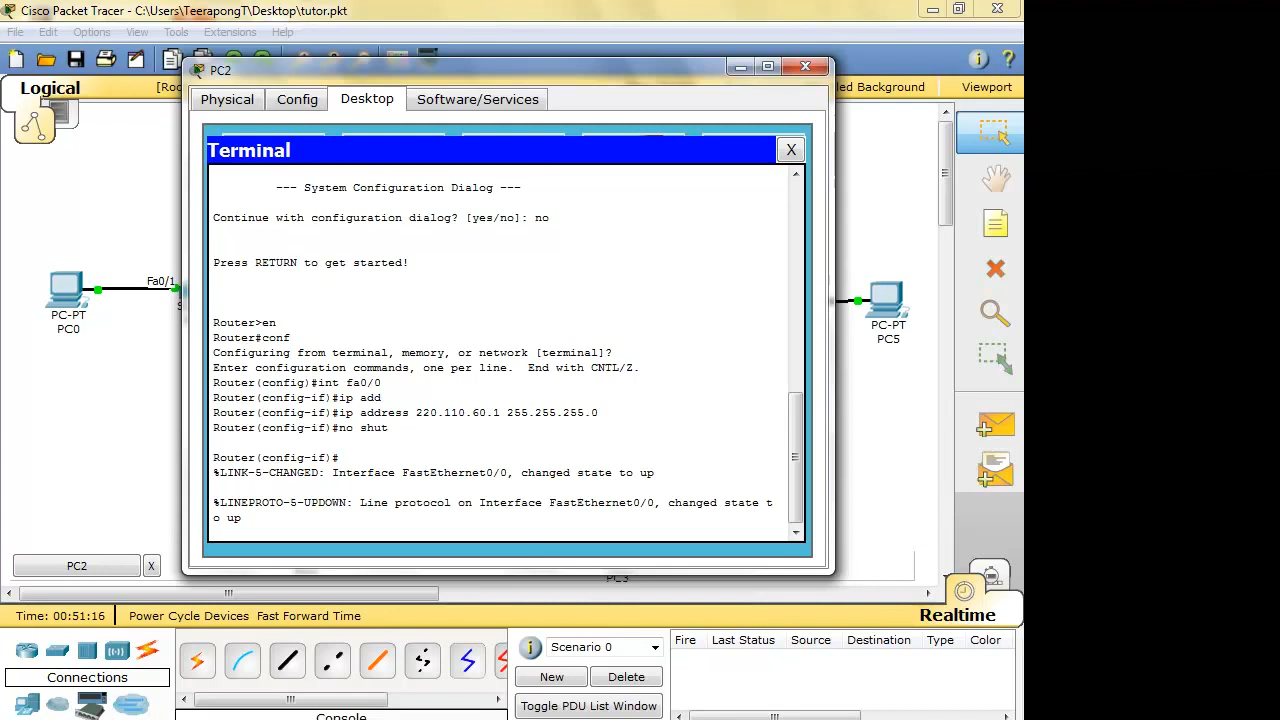 Cisco Packet Tracer - C:\Users\TeerapongT\Desktop\tutor.pkt
File Edit Options View Tools Extensions Help
PC2
Logical
[Roo
led Background
Viewport
Physical Config Desktop Software/Services
Terminal X
--- System Configuration Dialog ---
Continue with configuration dialog? [yes/no]: no
Press RETURN to get started!
Router>en
Router#conf
Configuring from terminal, memory, or network [terminal]?
Enter configuration commands, one per line.  End with CNTL/Z.
Router(config)#int fa0/0
Router(config-if)#ip add
Router(config-if)#ip address 220.110.60.1 255.255.255.0
Router(config-if)#no shut
Router(config-if)#
%LINK-5-CHANGED: Interface FastEthernet0/0, changed state to up
%LINEPROTO-5-UPDOWN: Line protocol on Interface FastEthernet0/0, changed state t
o up
Fa0/1
PC-PT
PC0
PC-PT
PC5
PC2 X
PC3
Time: 00:51:16 Power Cycle Devices Fast Forward Time
Realtime
Connections
Console
Scenario 0
New Delete
Toggle PDU List Window
Fire Last Status Source Destination Type Color